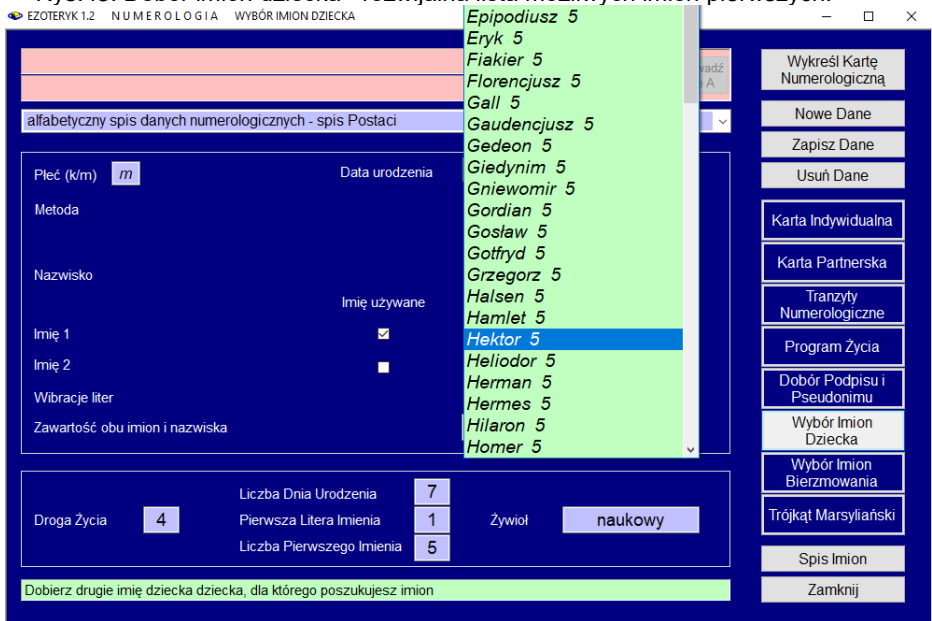 EZOTERYK 1.2 N U M E R O L O G I A WYBÓR IMION DZIECKA
alfabetyczny spis danych numerologicznych - spis Postaci
Płeć (k/m) m Data urodzenia
Metoda
Nazwisko
Imię używane
Imię 1
Imię 2
Wibracje liter
Zawartość obu imion i nazwiska
Epipodiusz 5
Eryk 5
Fiakier 5
Florencjusz 5
Gall 5
Gaudencjusz 5
Gedeon 5
Giedynim 5
Gniewomir 5
Gordian 5
Gosław 5
Gotfryd 5
Grzegorz 5
Halsen 5
Hamlet 5
Hektor 5
Heliodor 5
Herman 5
Hermes 5
Hilaron 5
Homer 5
Liczba Dnia Urodzenia 7
Droga Życia 4 Pierwsza Litera Imienia 1 Żywioł naukowy
Liczba Pierwszego Imienia 5
Dobierz drugie imię dziecka dziecka, dla którego poszukujesz imion
Wykreśl Kartę
Numerologiczną
Nowe Dane
Zapisz Dane
Usuń Dane
Karta Indywidualna
Karta Partnerska
Tranzyty
Numerologiczne
Program Życia
Dobór Podpisu i
Pseudonimu
Wybór Imion
Dziecka
Wybór Imion
Bierzmowania
Trójkąt Marsyliański
Spis Imion
Zamknij